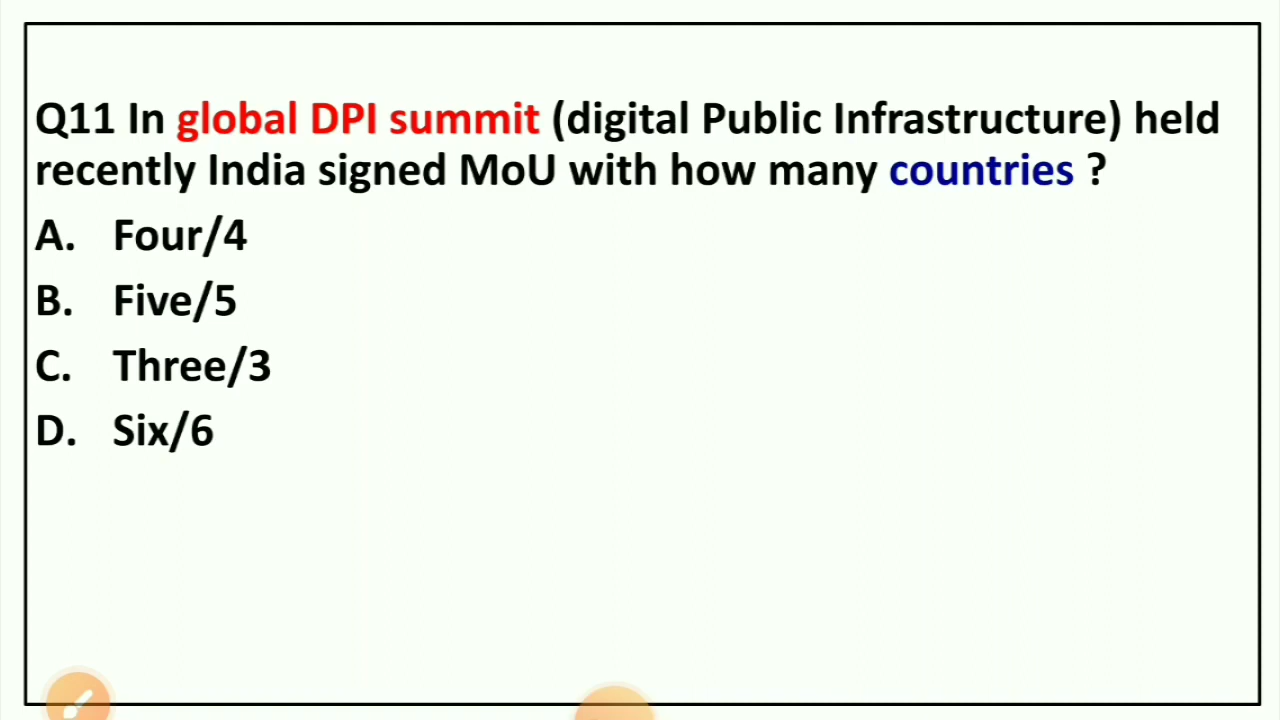 Q11 In global DPI summit (digital Public Infrastructure) held
recently India signed MoU with how many countries ?
A. Four/4
B. Five/5
C. Three/3
D. Six/6